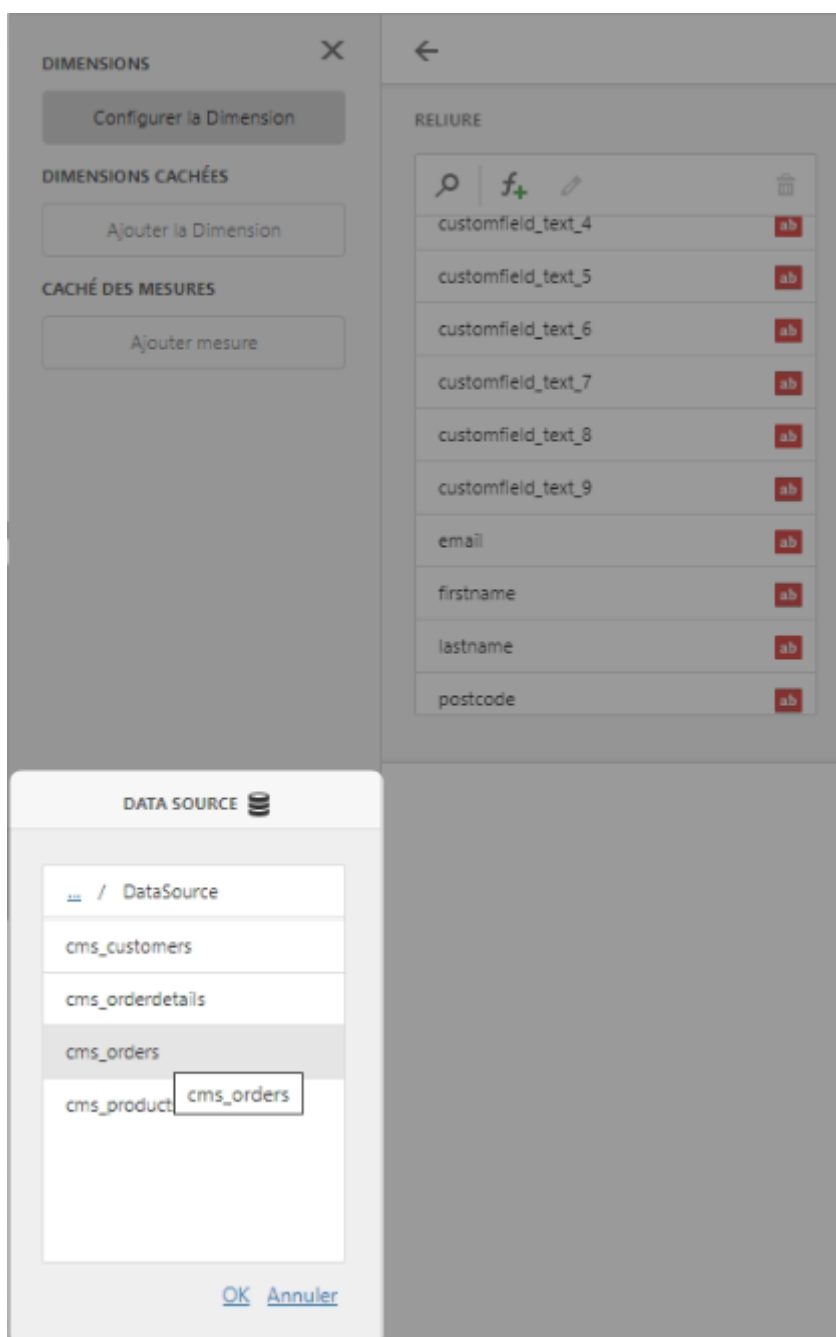 DIMENSIONS
Configurer la Dimension
DIMENSIONS CACHÉES
Ajouter la Dimension
CACHÉ DES MESURES
Ajouter mesure
RELIURE
customfield_text_4 ab
customfield_text_5 ab
customfield_text_6 ab
customfield_text_7 ab
customfield_text_8 ab
customfield_text_9 ab
email ab
firstname ab
lastname ab
postcode ab
DATA SOURCE
... / DataSource
cms_customers
cms_orderdetails
cms_orders
cms_orders
cms_product
OK Annuler